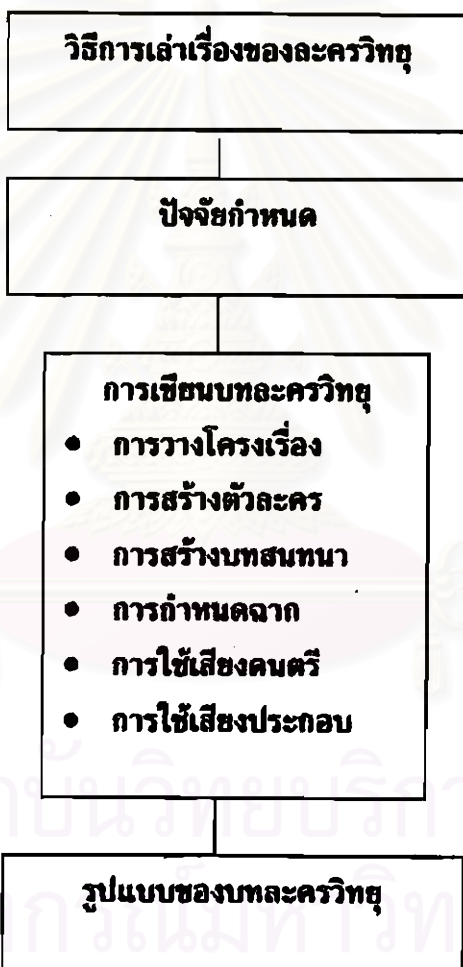 วิธีการเล่าเรื่องของละครวิทยุ
ปัจจัยกำหนด
การเขียนบทละครวิทยุ
• การวางโครงเรื่อง
• การสร้างตัวละคร
• การสร้างบทสนทนา
• การกำหนดฉาก
• การใช้เสียงดนตรี
• การใช้เสียงประกอบ
รูปแบบของบทละครวิทยุ